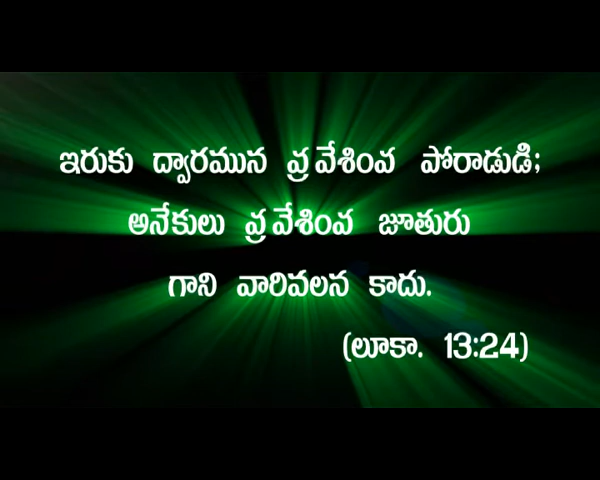 ఇరుకు ద్వారమున ప్రవేశింప పోరాడుడి;
అనేకులు ప్రవేశింప జూతురు
గాని వారివలన కాదు.
(లూకా. 13:24)